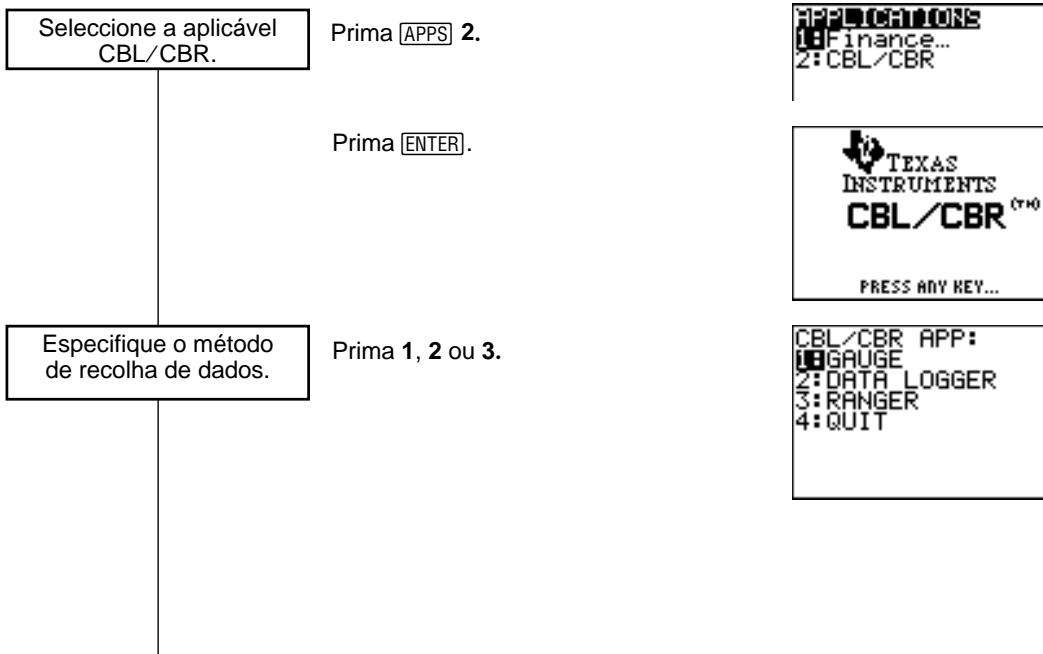 Seleccione a aplicável
CBL/CBR.
Prima [APPS] 2.
APPLICATIONS
1:Finance…
2:CBL/CBR
Prima [ENTER].
TEXAS
INSTRUMENTS
CBL/CBR (TM)
PRESS ANY KEY...
Especifique o método
de recolha de dados.
Prima 1, 2 ou 3.
CBL/CBR APP:
1:GAUGE
2:DATA LOGGER
3:RANGER
4:QUIT